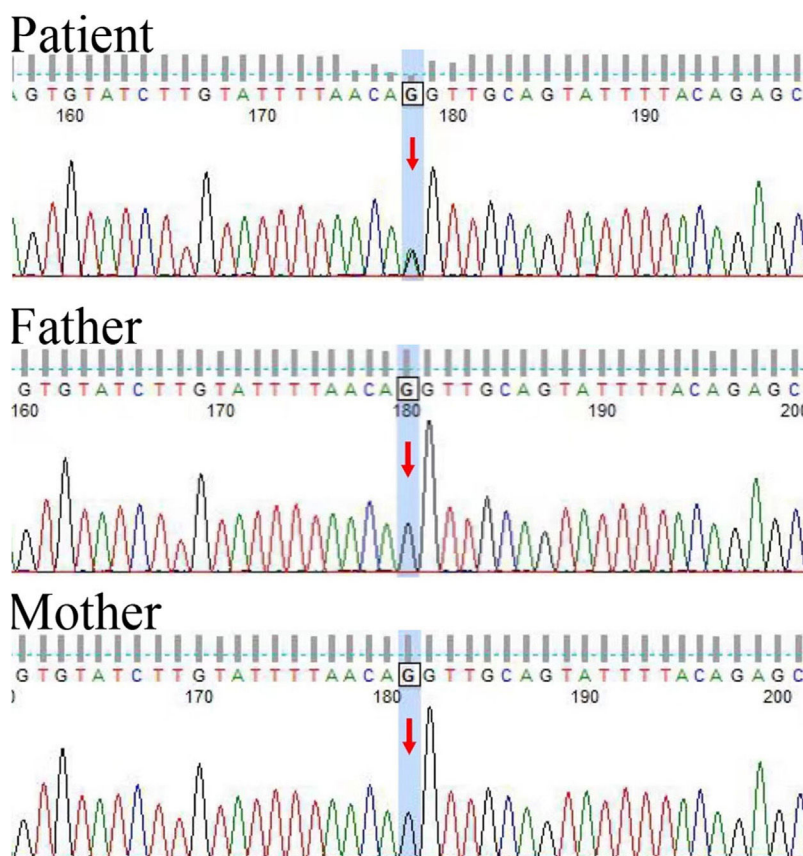 Patient
AGTGTATCTTGTATTTTAACAGGTTGCAGTATTTTACAGAGC
160 170 180 190
Father
GTGTATCTTGTATTTTAACAGGTTGCAGTATTTTACAGAGC
160 170 180 190 200
Mother
GTGTATCTTGTATTTTAACAGGTTGCAGTATTTTACAGAGC
170 180 190 200